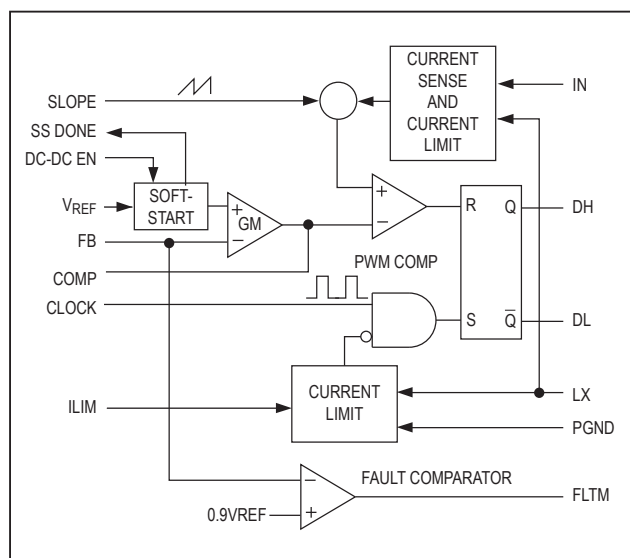 SLOPE
SS DONE
DC-DC EN
VREF
FB
COMP
CLOCK
ILIM
SOFT-
START
+
−
GM
CURRENT
SENSE
AND
CURRENT
LIMIT
+
−
PWM COMP
R Q
S Q̅
CURRENT
LIMIT
IN
DH
DL
LX
PGND
FAULT COMPARATOR
−
+
0.9VREF
FLTM